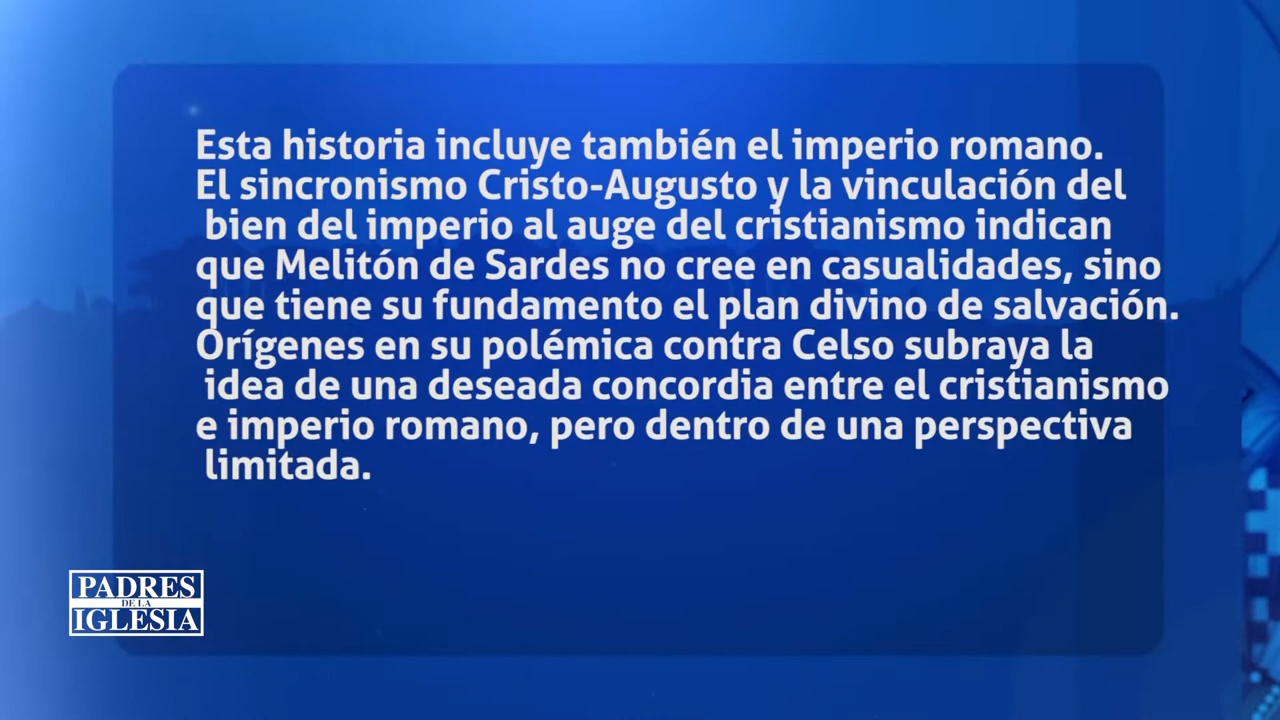 Esta historia incluye también el imperio romano.
El sincronismo Cristo-Augusto y la vinculación del
bien del imperio al auge del cristianismo indican
que Melitón de Sardes no cree en casualidades, sino
que tiene su fundamento el plan divino de salvación.
Orígenes en su polémica contra Celso subraya la
idea de una deseada concordia entre el cristianismo
e imperio romano, pero dentro de una perspectiva
limitada.
PADRES
DE LA
IGLESIA